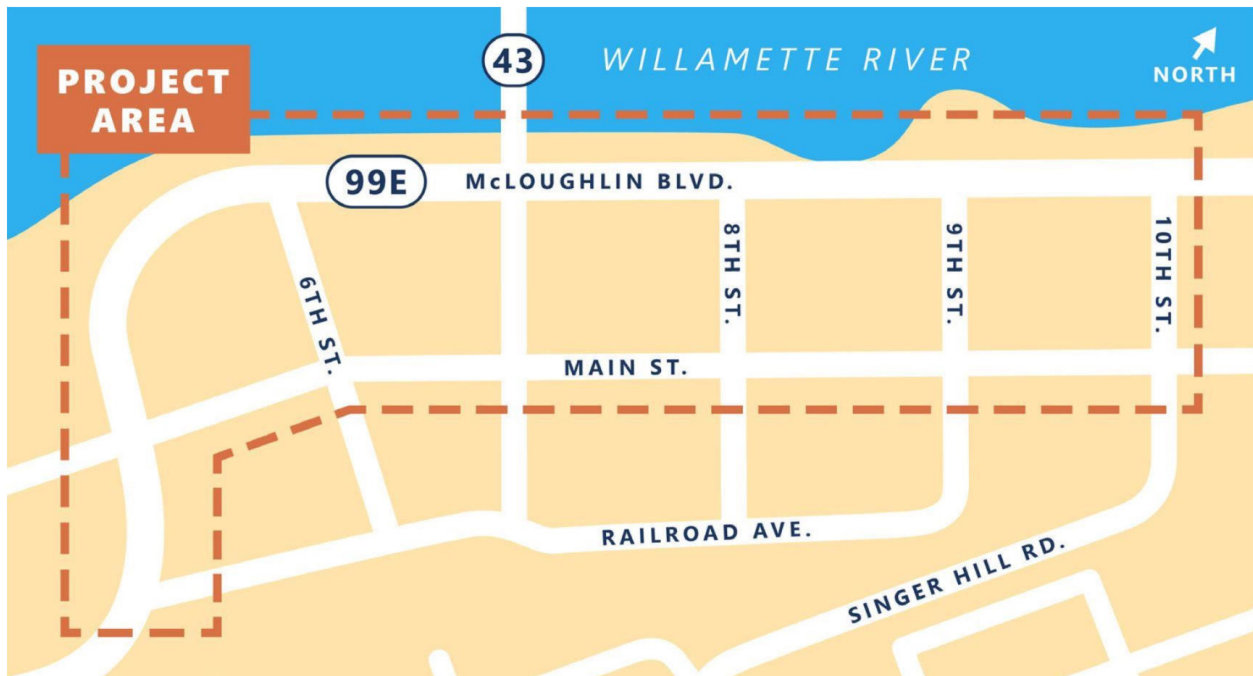 PROJECT
AREA
43
WILLAMETTE RIVER
NORTH
99E
McLOUGHLIN BLVD.
6TH ST.
8TH ST.
9TH ST.
10TH ST.
MAIN ST.
RAILROAD AVE.
SINGER HILL RD.